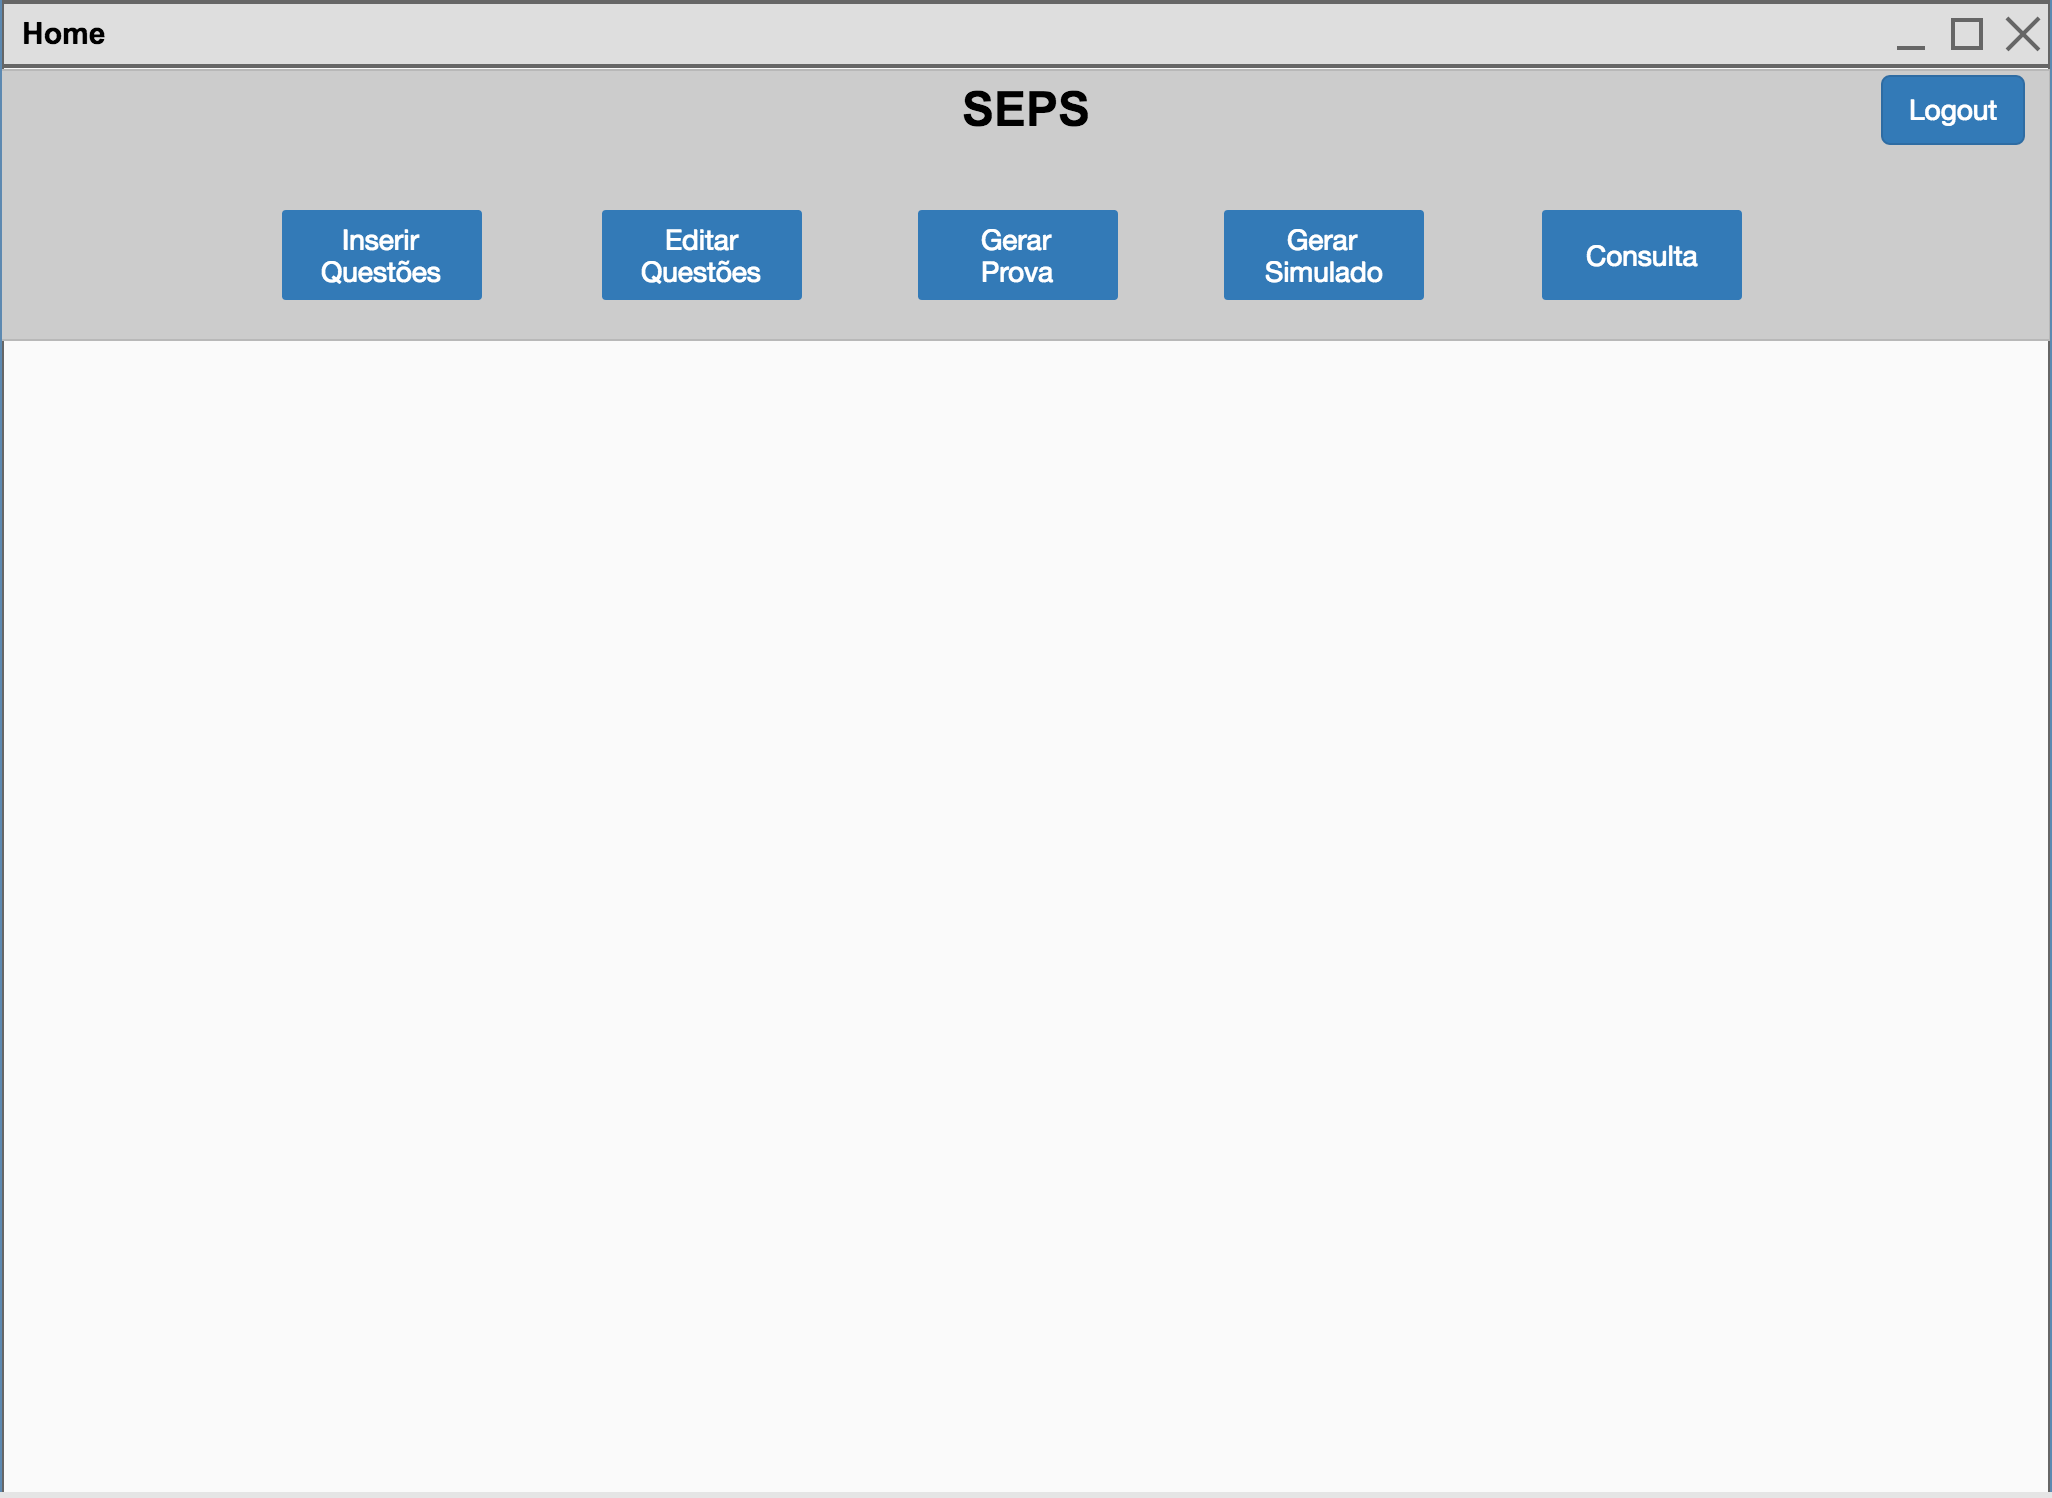 Home
SEPS
Logout
Inserir
Questões
Editar
Questões
Gerar
Prova
Gerar
Simulado
Consulta